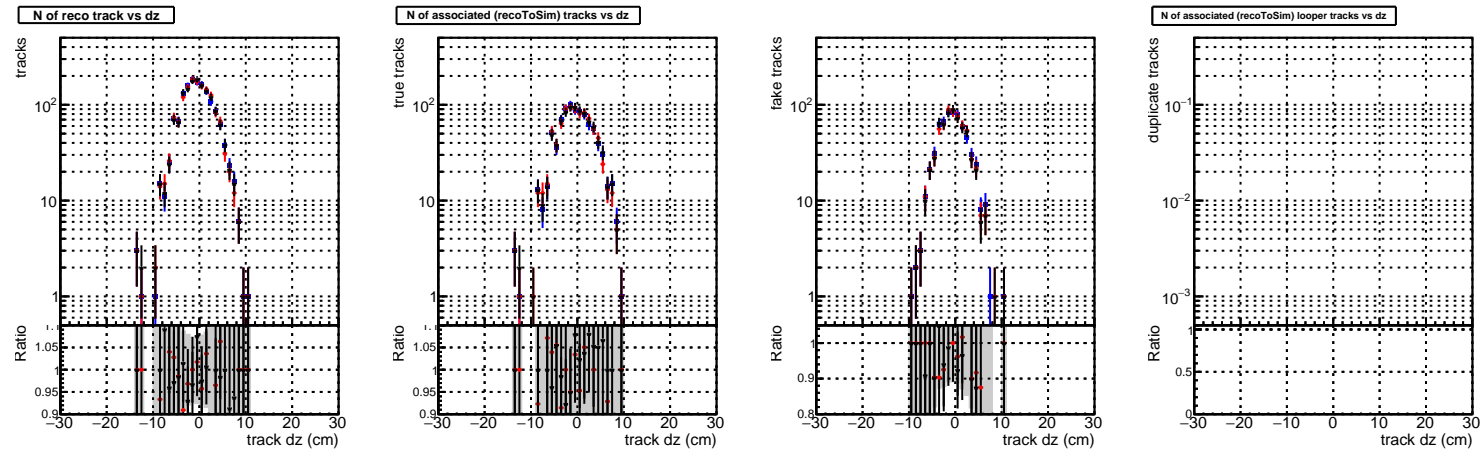 N of reco track vs dz
tracks
10²
10
1
Ratio
1.1
1.05
1
0.95
0.9
−30 −20 −10 0 10 20 30
track dz (cm)
N of associated (recoToSim) tracks vs dz
true tracks
10²
10
1
Ratio
1.1
1.05
1
0.95
0.9
−30 −20 −10 0 10 20 30
track dz (cm)
fake tracks
10²
10
1
Ratio
1
0.9
0.8
−30 −20 −10 0 10 20 30
track dz (cm)
N of associated (recoToSim) looper tracks vs dz
duplicate tracks
10⁻¹
10⁻²
10⁻³
Ratio
1
0.5
0
−30 −20 −10 0 10 20 30
track dz (cm)